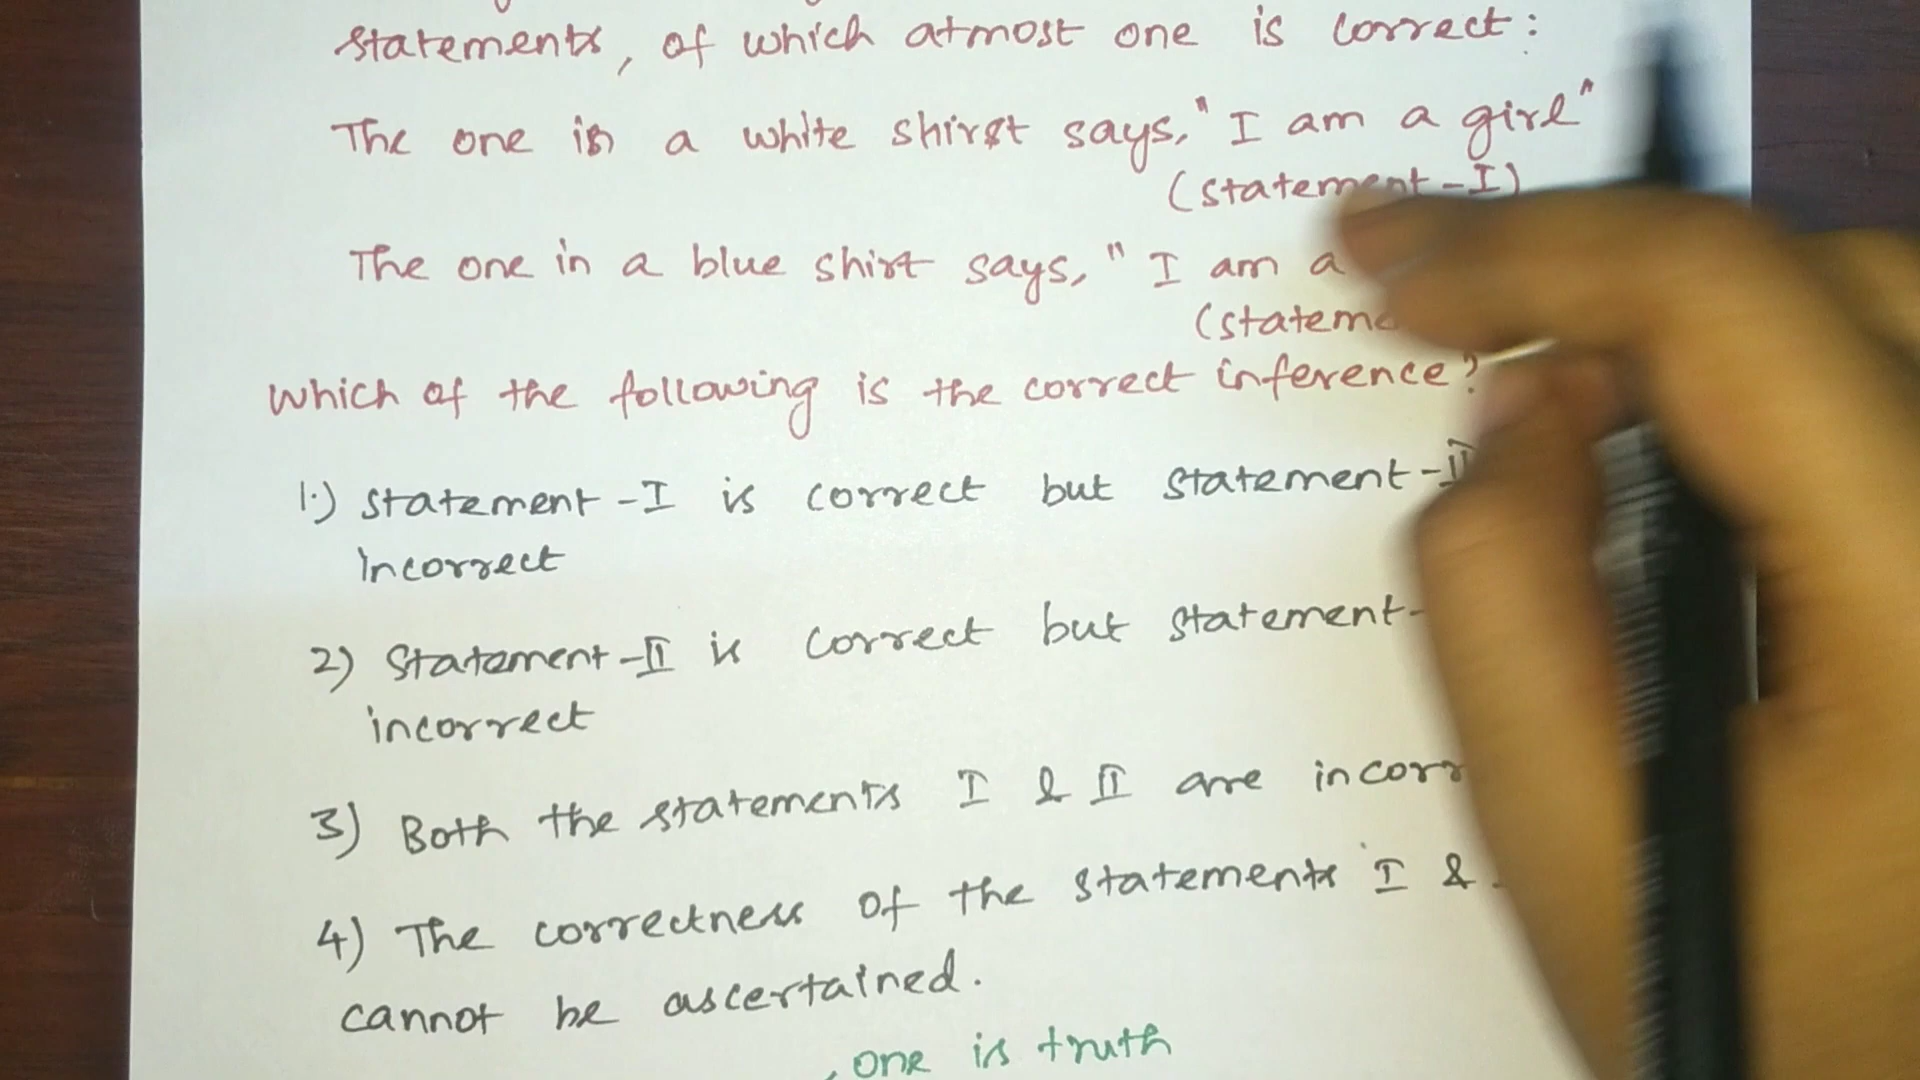 statements, of which atmost one is correct:
The one in a white shirt says, "I am a girl"
(statement-I)
The one in a blue shirt says, "I am a
(stateme
Which of the following is the correct inference?
1.) Statement-I is correct but statement-II
incorrect
2) Statement-II is correct but statement-
incorrect
3) Both the statements I & II are incorr
4) The correctness of the statements I &
cannot be ascertained.
one is truth